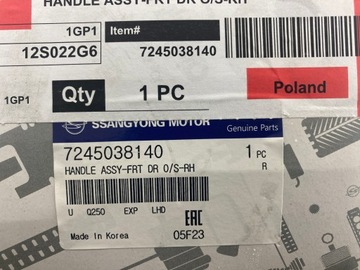 HANDLE ASSY-FRT DR O/S-RH
1GP1 Item#
12S022G6 7245038140
1GP1 Qty 1 PC Poland
SSANGYONG MOTOR Genuine Parts
7245038140 1 PC
HANDLE ASSY-FRT DR O/S-RH R
U Q250 EXP LHD EAC
Made in Korea 05F23